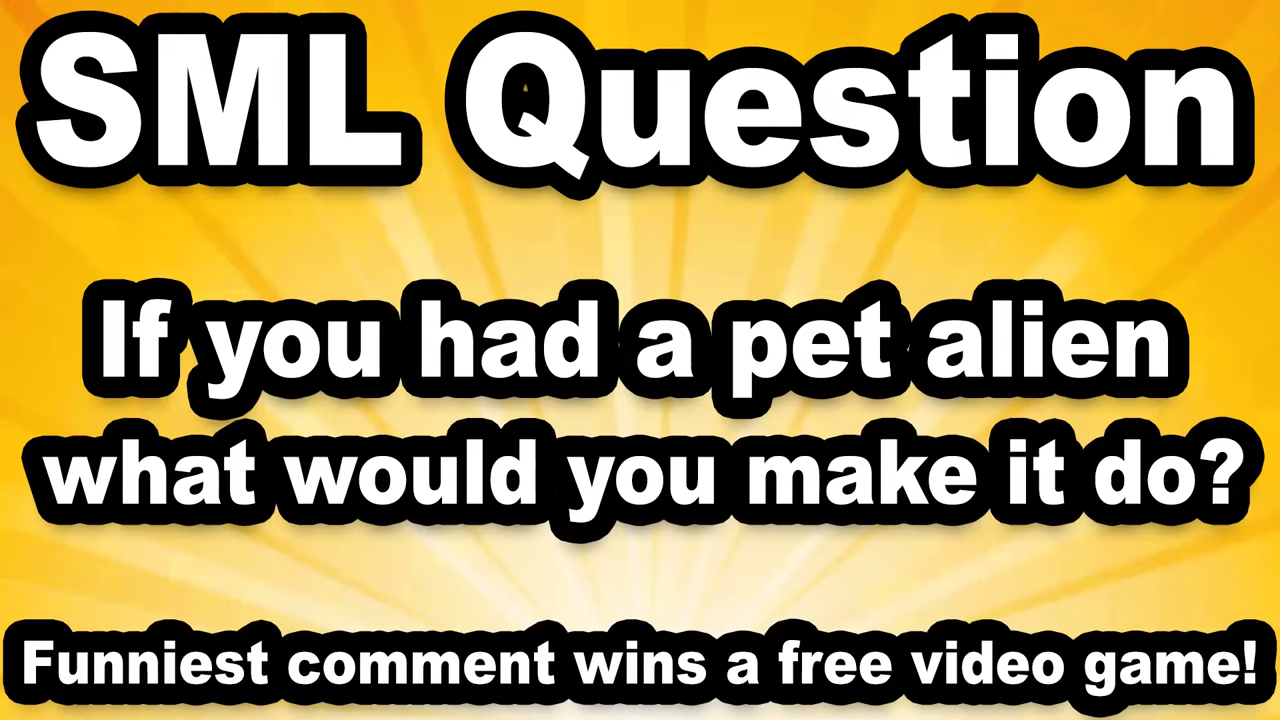 SML Question
If you had a pet alien
what would you make it do?
Funniest comment wins a free video game!